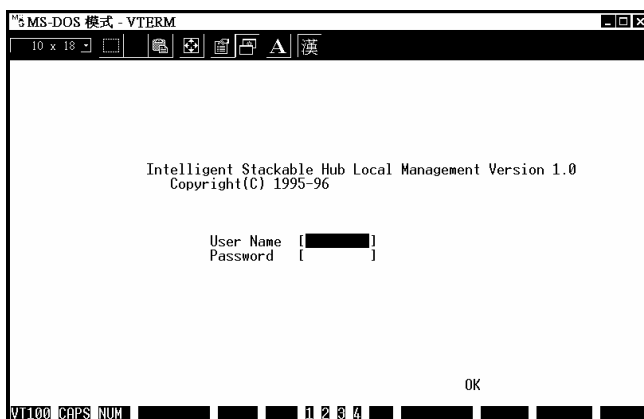 MS-DOS 模式 - VTERM
10 x 18
A 漢
Intelligent Stackable Hub Local Management Version 1.0
Copyright(C) 1995-96
User Name [ ]
Password [ ]
OK
VT100 CAPS NUM 1 2 3 4